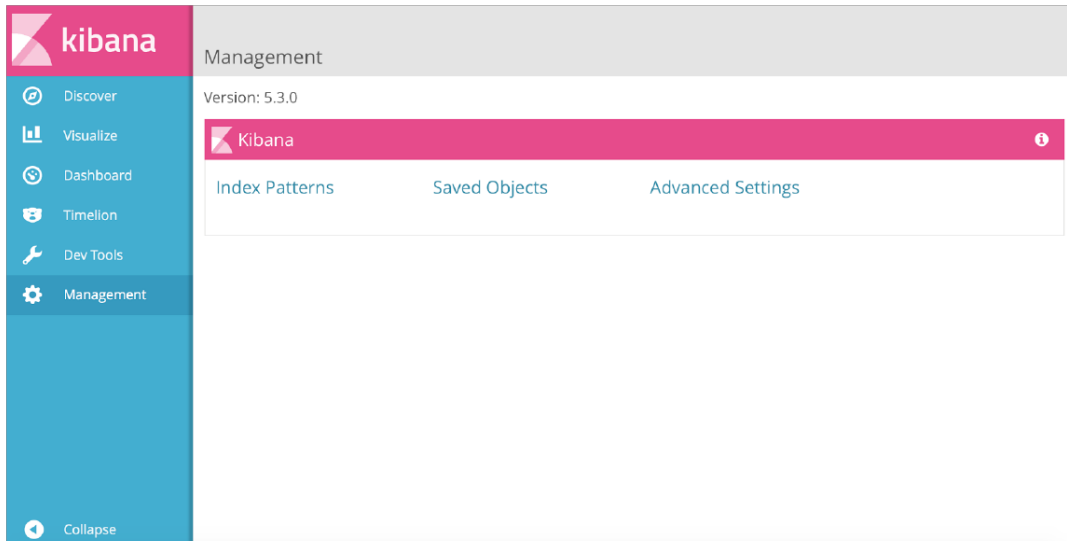 kibana
Discover
Visualize
Dashboard
Timelion
Dev Tools
Management
Collapse
Management
Version: 5.3.0
Kibana
Index Patterns Saved Objects Advanced Settings